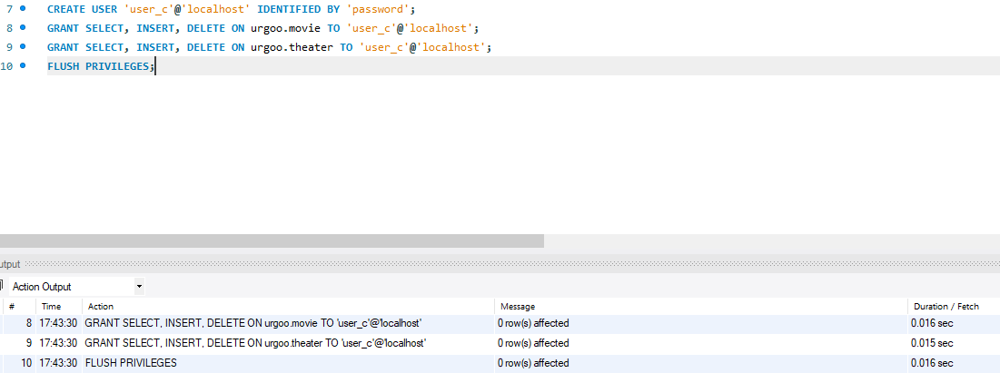 7 CREATE USER 'user_c'@'localhost' IDENTIFIED BY 'password';
8 GRANT SELECT, INSERT, DELETE ON urgoo.movie TO 'user_c'@'localhost';
9 GRANT SELECT, INSERT, DELETE ON urgoo.theater TO 'user_c'@'localhost';
10 FLUSH PRIVILEGES;
utput
Action Output
# Time Action Message Duration / Fetch
8 17:43:30 GRANT SELECT, INSERT, DELETE ON urgoo.movie TO 'user_c'@'localhost' 0 row(s) affected 0.016 sec
9 17:43:30 GRANT SELECT, INSERT, DELETE ON urgoo.theater TO 'user_c'@'localhost' 0 row(s) affected 0.015 sec
10 17:43:30 FLUSH PRIVILEGES 0 row(s) affected 0.016 sec